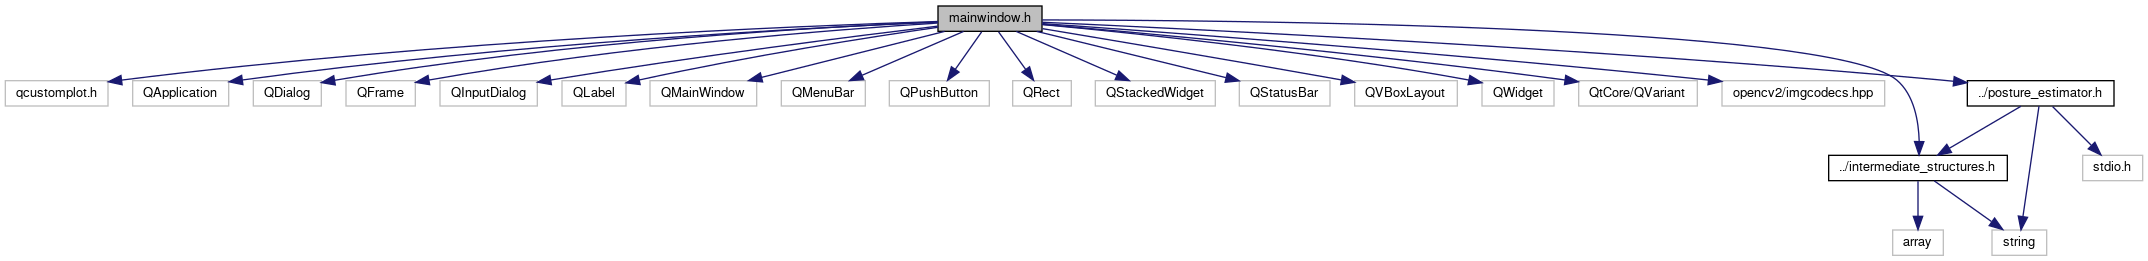 mainwindow.h
qcustomplot.h
QApplication
QDialog
QFrame
QInputDialog
QLabel
QMainWindow
QMenuBar
QPushButton
QRect
QStackedWidget
QStatusBar
QVBoxLayout
QWidget
QtCore/QVariant
opencv2/imgcodecs.hpp
../posture_estimator.h
../intermediate_structures.h
stdio.h
array
string